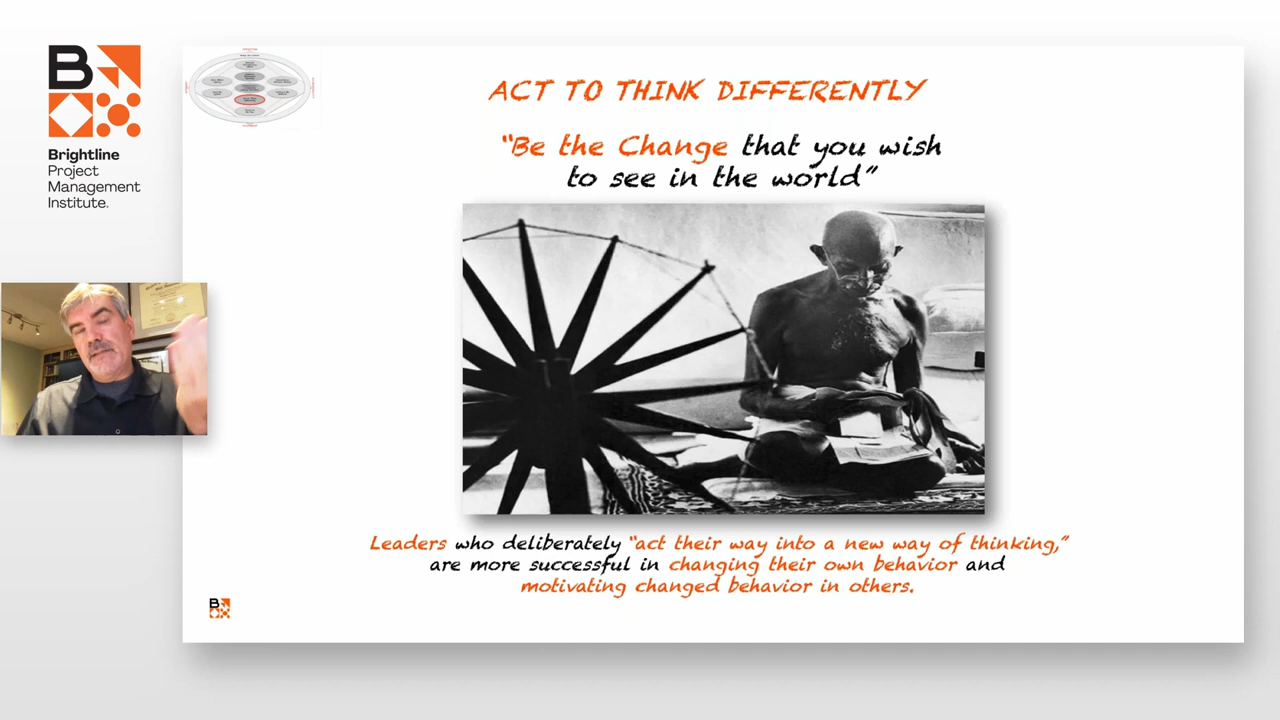 B
Brightline
Project
Management
Institute.
ACT TO THINK DIFFERENTLY
“Be the Change that you wish
to see in the world”
Leaders who deliberately “act their way into a new way of thinking,”
are more successful in changing their own behavior and
motivating changed behavior in others.
B